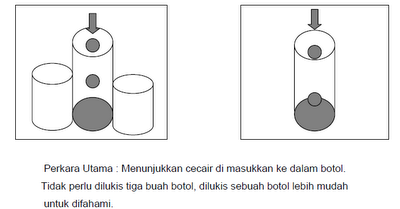 Perkara Utama : Menunjukkan cecair di masukkan ke dalam botol.
Tidak perlu dilukis tiga buah botol, dilukis sebuah botol lebih mudah
untuk difahami.